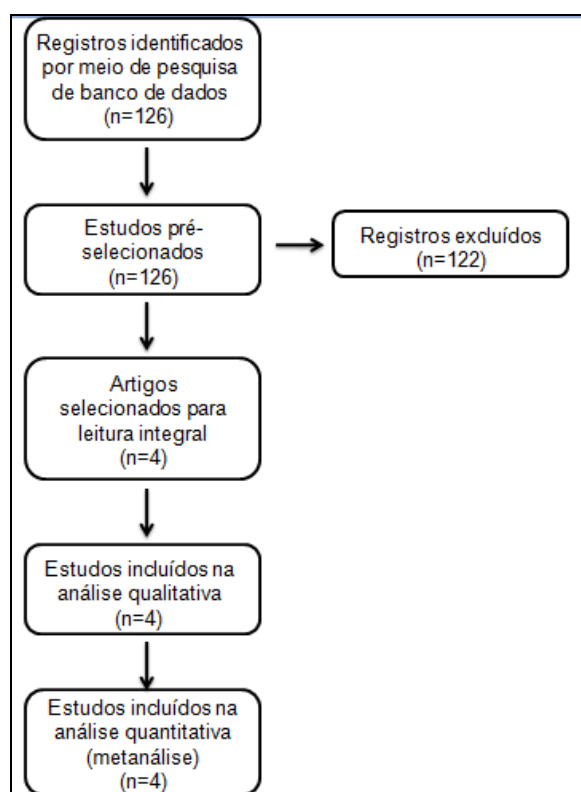 Registros identificados
por meio de pesquisa
de banco de dados
(n=126)
Estudos pré-
selecionados
(n=126)
Registros excluídos
(n=122)
Artigos
selecionados para
leitura integral
(n=4)
Estudos incluídos na
análise qualitativa
(n=4)
Estudos incluídos na
análise quantitativa
(metanálise)
(n=4)